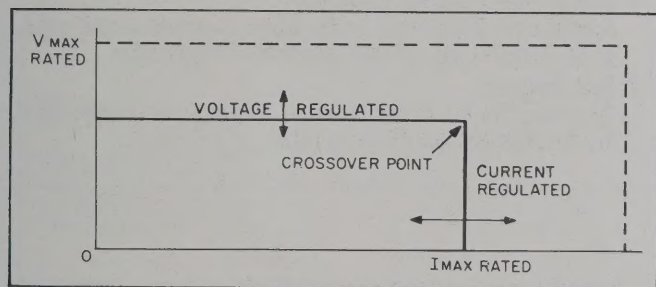 V MAX
RATED
VOLTAGE REGULATED
CROSSOVER POINT
CURRENT
REGULATED
0
IMAX RATED